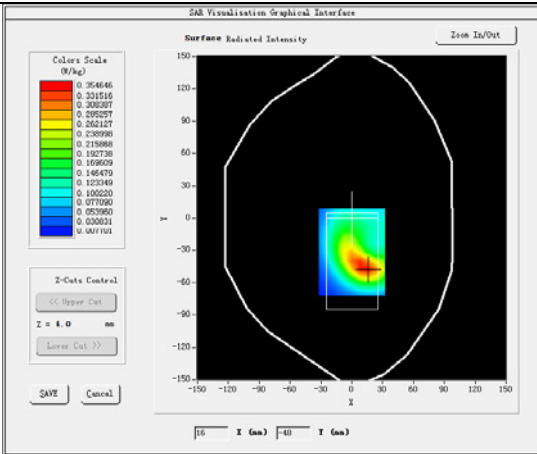 SAR Visualisation Graphical Interface
Surface Radiated Intensity
Zoom In/Out
Colors Scale
(W/kg)
0.354646
0.331516
0.308387
0.285257
0.262127
0.238998
0.215868
0.192738
0.169609
0.146479
0.123349
0.100220
0.077090
0.053960
0.030831
0.007701
150
120
90
60
30
0
-30
-60
-90
-120
-150
Y
-150 -120 -90 -60 -30 0 30 60 90 120 150
X
Z-Cuts Control
<< Upper Cut
Z = 4.0 mm
Lower Cut >>
SAVE Cancel
16 X (mm) -48 Y (mm)